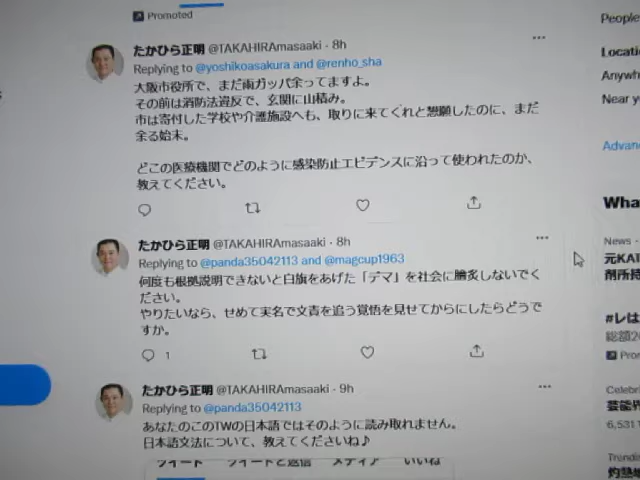 Promoted
たかひら正明 @TAKAHIRAmasaaki · 8h
Replying to @yoshikoasakura and @renho_sha
大阪市役所で、まだ雨ガッパ余ってますよ。
その前は消防法違反で、玄関に山積み。
市は寄付した学校や介護施設へも、取りに来てくれと懇願したのに、まだ
余る始末。
どこの医療機関でどのように感染防止エビデンスに沿って使われたのか、
教えてください。
たかひら正明 @TAKAHIRAmasaaki · 8h
Replying to @panda35042113 and @magcup1963
何度も根拠説明できないと白旗をあげた「デマ」を社会に膾炙しないでく
ださい。
やりたいなら、せめて実名で文責を追う覚悟を見せてからにしたらどうで
すか。
1
たかひら正明 @TAKAHIRAmasaaki · 9h
Replying to @panda35042113
あなたのこのTWの日本語ではそのように読み取れません。
日本語文法について、教えてくださいね♪
ツイート ツイートと返信 メディア いいね
People
Locati
Anywh
Near y
Advan
What
News ·
元KAT
剤所持
#レは
総額2
Pror
Celebri
芸能界
6,531
Trendin
灼熱